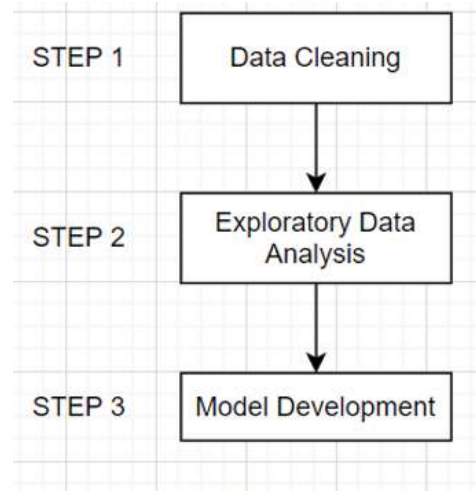 STEP 1
Data Cleaning
STEP 2
Exploratory Data
Analysis
STEP 3
Model Development